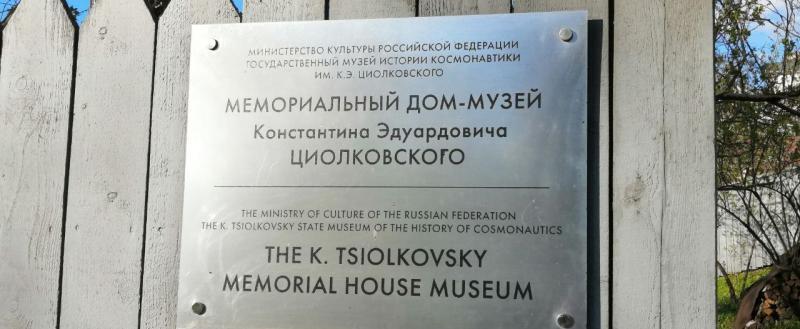 МИНИСТЕРСТВО КУЛЬТУРЫ РОССИЙСКОЙ ФЕДЕРАЦИИ
ГОСУДАРСТВЕННЫЙ МУЗЕЙ ИСТОРИИ КОСМОНАВТИКИ
ИМ. К.Э. ЦИОЛКОВСКОГО
МЕМОРИАЛЬНЫЙ ДОМ-МУЗЕЙ
Константина Эдуардовича
ЦИОЛКОВСКОГО
THE MINISTRY OF CULTURE OF THE RUSSIAN FEDERATION
THE K. TSIOLKOVSKY STATE MUSEUM OF THE HISTORY OF COSMONAUTICS
THE K. TSIOLKOVSKY
MEMORIAL HOUSE MUSEUM